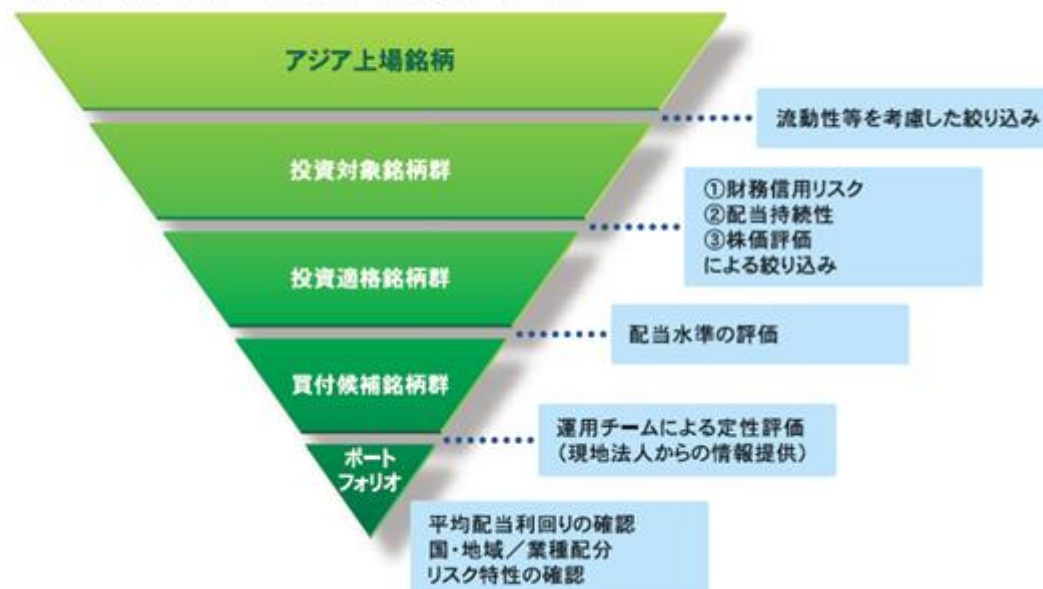 アジア上場銘柄
流動性等を考慮した絞り込み
投資対象銘柄群
①財務信用リスク
②配当持続性
③株価評価
による絞り込み
投資適格銘柄群
配当水準の評価
買付候補銘柄群
運用チームによる定性評価
（現地法人からの情報提供）
ポート
フォリオ
平均配当利回りの確認
国・地域／業種配分
リスク特性の確認